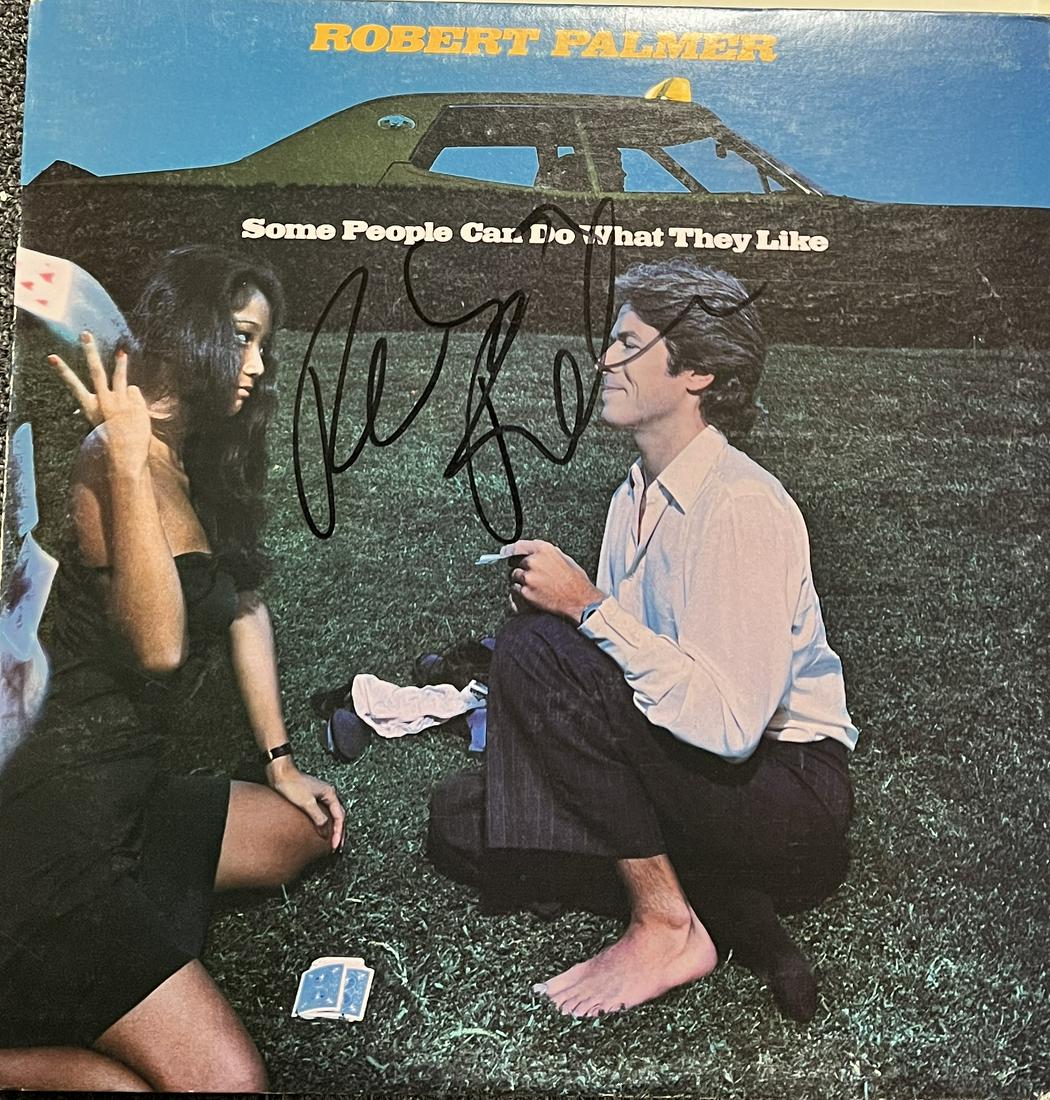 ROBERT PALMER
Some People Can Do What They Like